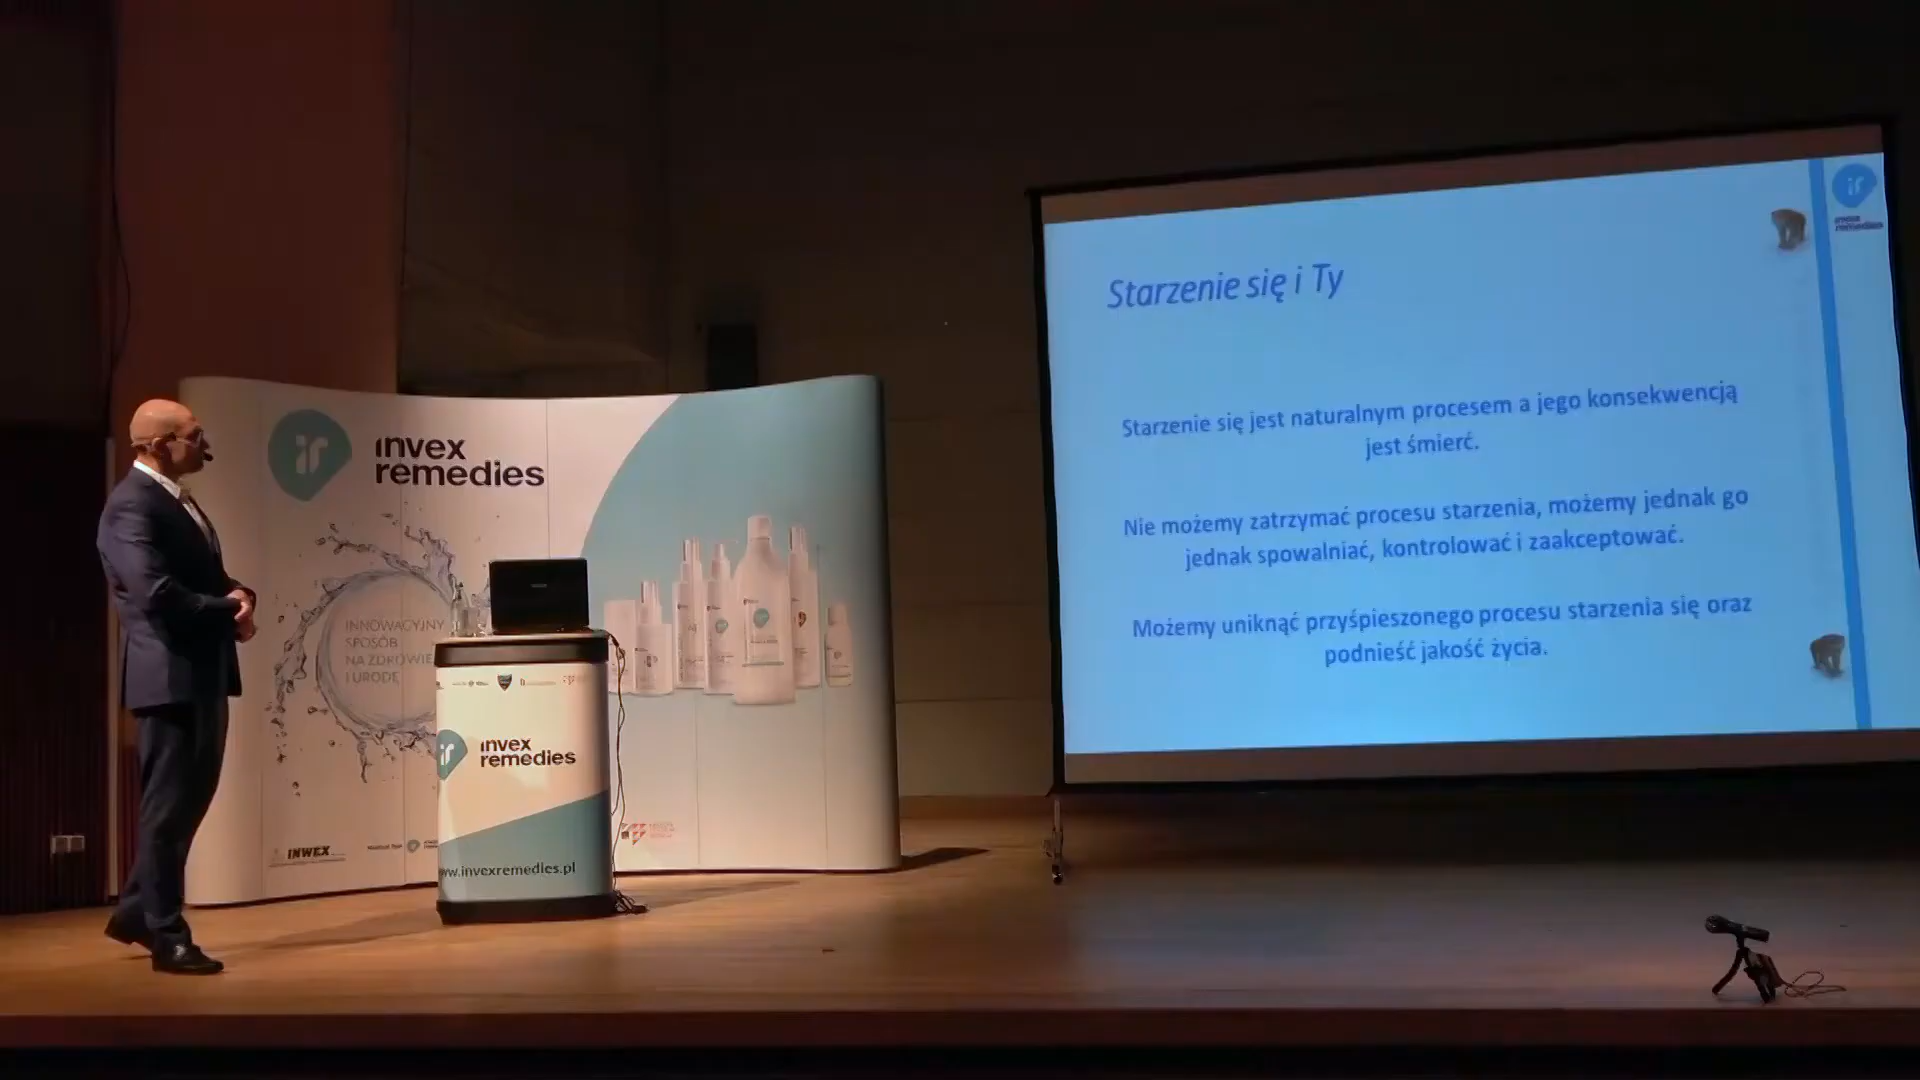 invex
remedies
INNOWACYJNY
SPOSÓB
NA ZDROWIE
I URODĘ
INWEX
invex
remedies
www.invexremedies.pl
invex
remedies
Starzenie się i Ty
Starzenie się jest naturalnym procesem a jego konsekwencją
jest śmierć.
Nie możemy zatrzymać procesu starzenia, możemy jednak go
jednak spowalniać, kontrolować i zaakceptować.
Możemy uniknąć przyśpieszonego procesu starzenia się oraz
podnieść jakość życia.